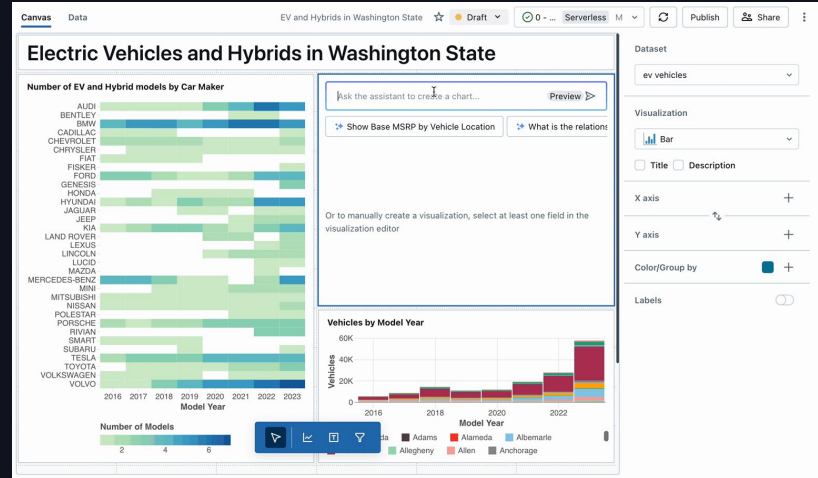 Canvas Data EV and Hybrids in Washington State Draft 0 - ... Serverless M Publish Share
Electric Vehicles and Hybrids in Washington State
Number of EV and Hybrid models by Car Maker
AUDI
BENTLEY
BMW
CADILLAC
CHEVROLET
CHRYSLER
FIAT
FISKER
FORD
GENESIS
HONDA
HYUNDAI
JAGUAR
JEEP
KIA
LAND ROVER
LEXUS
LINCOLN
LUCID
MAZDA
MERCEDES-BENZ
MINI
MITSUBISHI
NISSAN
POLESTAR
PORSCHE
RIVIAN
SMART
SUBARU
TESLA
TOYOTA
VOLKSWAGEN
VOLVO
2016 2017 2018 2019 2020 2021 2022 2023
Model Year
Number of Models
2 4 6
Ask the assistant to create a chart... Preview
Show Base MSRP by Vehicle Location What is the relations
Or to manually create a visualization, select at least one field in the
visualization editor
Vehicles by Model Year
Vehicles
60K
40K
20K
0
2016 2018 2020 2022
Model Year
da Adams Alameda Albemarle
Allegheny Allen Anchorage
Dataset
ev vehicles
Visualization
Bar
Title Description
X axis
Y axis
Color/Group by
Labels